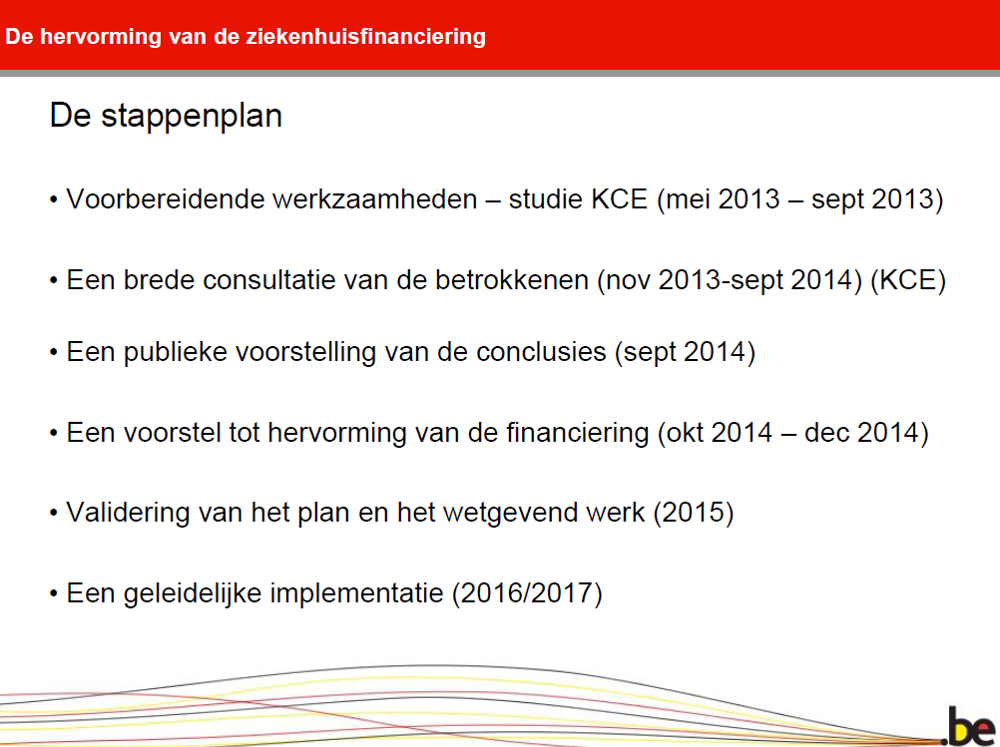 De hervorming van de ziekenhuisfinanciering
De stappenplan
• Voorbereidende werkzaamheden – studie KCE (mei 2013 – sept 2013)
• Een brede consultatie van de betrokkenen (nov 2013-sept 2014) (KCE)
• Een publieke voorstelling van de conclusies (sept 2014)
• Een voorstel tot hervorming van de financiering (okt 2014 – dec 2014)
• Validering van het plan en het wetgevend werk (2015)
• Een geleidelijke implementatie (2016/2017)
.be